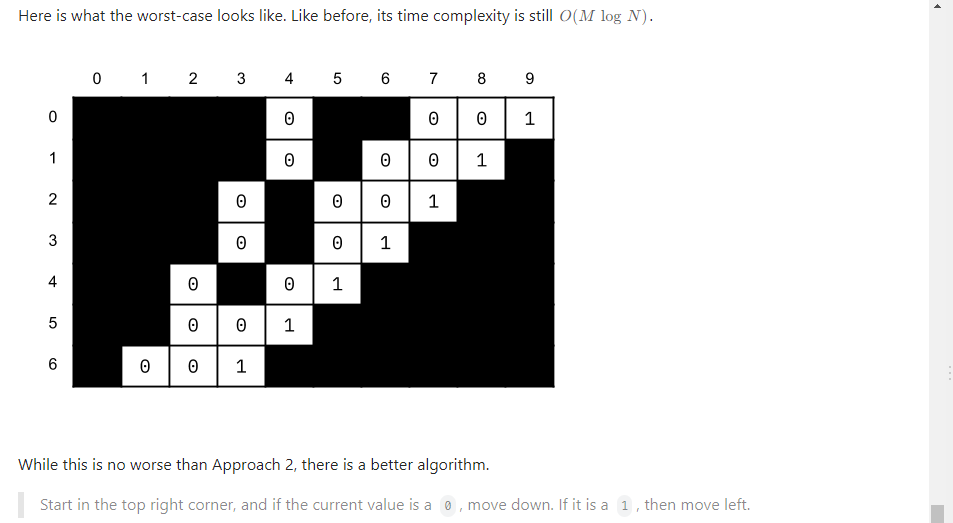 Here is what the worst-case looks like. Like before, its time complexity is still O(M log N).
0 1 2 3 4 5 6 7 8 9
0 0 0 0 1
1 0 0 0 1
2 0 0 0 1
3 0 0 1
4 0 0 1
5 0 0 1
6 0 0 1
While this is no worse than Approach 2, there is a better algorithm.
Start in the top right corner, and if the current value is a 0 , move down. If it is a 1 , then move left.